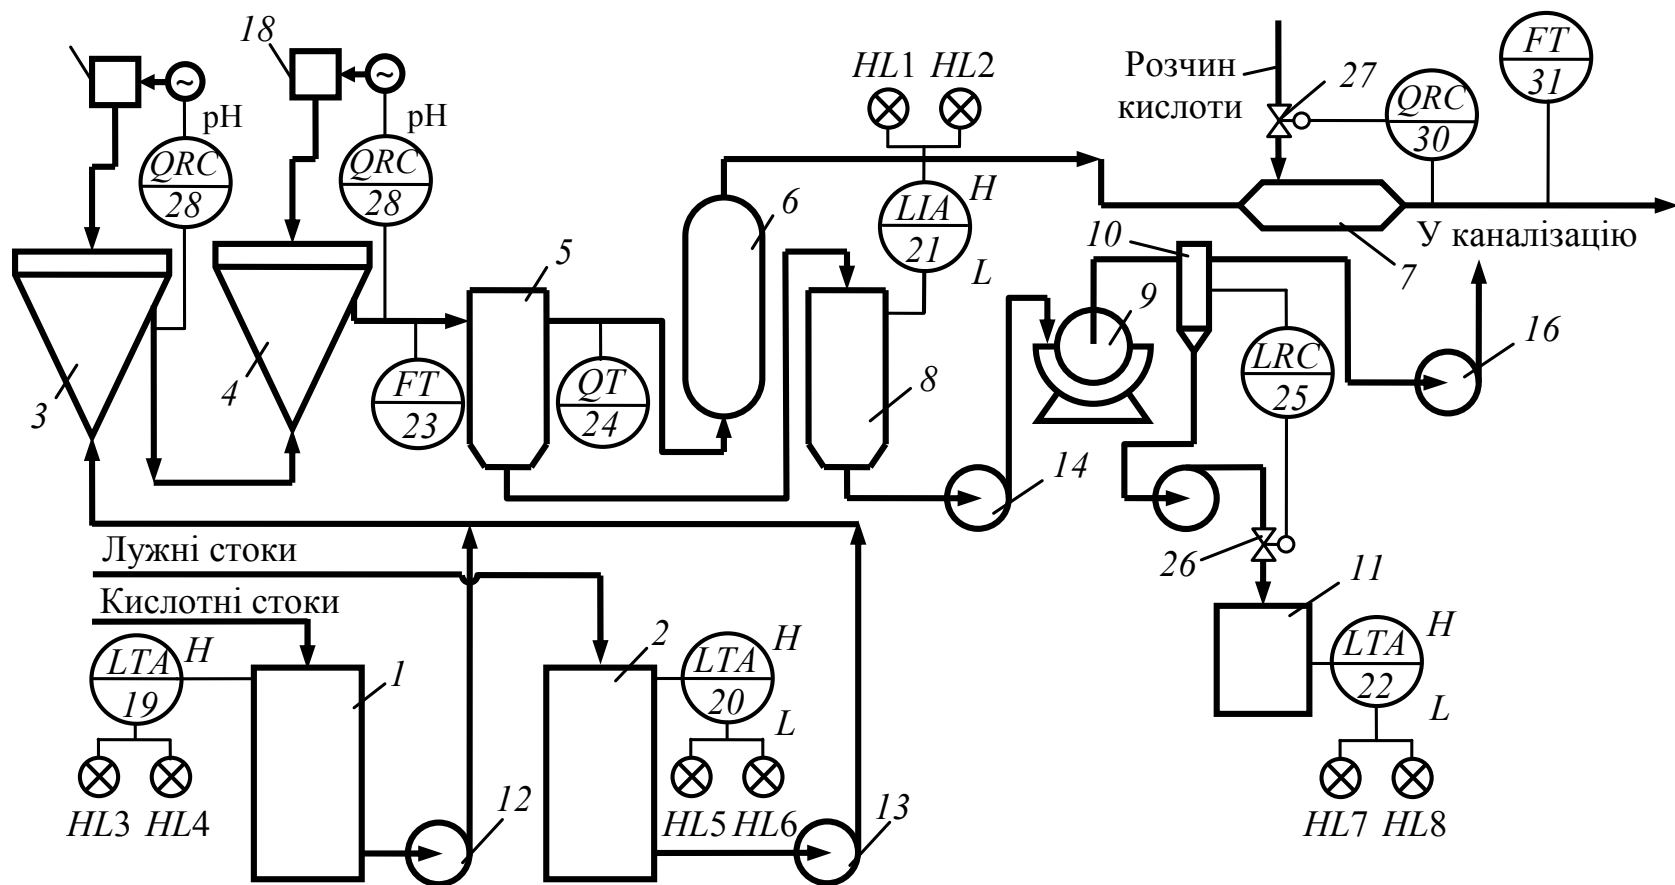 18
HL1 HL2
Розчин
кислоти
27
FT
31
QRC
30
~
~
pH
pH
QRC
28
QRC
28
6
LIA
21
H
L
10
У каналізацію
7
5
9
3
4
FT
23
QT
24
8
LRC
25
16
14
26
Лужні стоки
Кислотні стоки
11
LTA
19
H
1
2
LTA
20
H
L
LTA
22
H
L
HL3 HL4
12
HL5 HL6
13
HL7 HL8